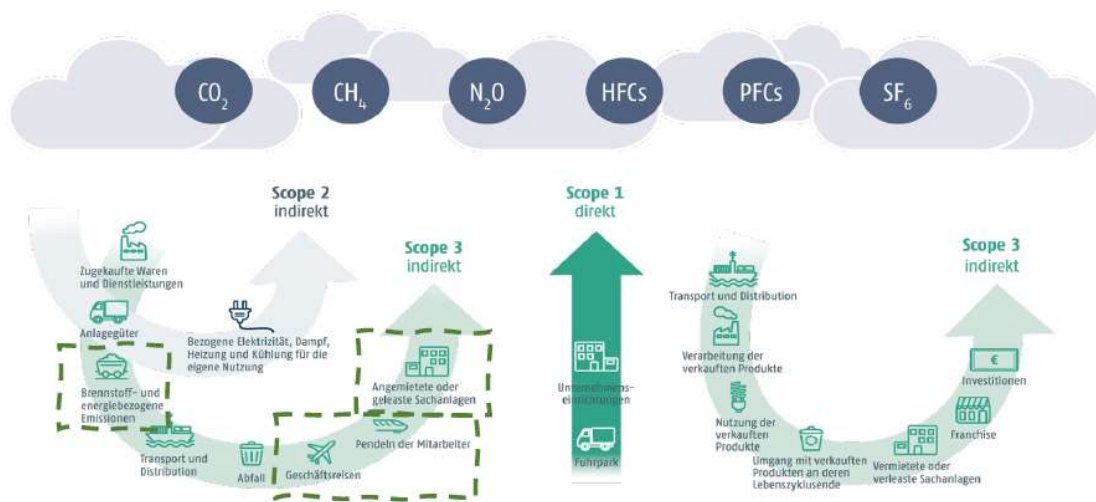 CO₂
CH₄
N₂O
HFCs
PFCs
SF₆
Scope 2
indirekt
Scope 3
indirekt
Zugekaufte Waren
und Dienstleistungen
Anlagegüter
Bezogene Elektrizität, Dampf,
Heizung und Kühlung für die
eigene Nutzung
Brennstoff- und
energiebezogene
Emissionen
Transport und
Distribution
Abfall
Geschäftsreisen
Pendeln der Mitarbeiter
Angemietete oder
geleaste Sachanlagen
Scope 1
direkt
Unternehmens-
einrichtungen
Fuhrpark
Scope 3
indirekt
Transport und Distribution
Verarbeitung der
verkauften Produkte
Nutzung der
verkauften
Produkte
Umgang mit verkauften
Produkten an deren
Lebenszyklusende
Vermietete oder
verleaste Sachanlagen
Franchise
Investitionen
€